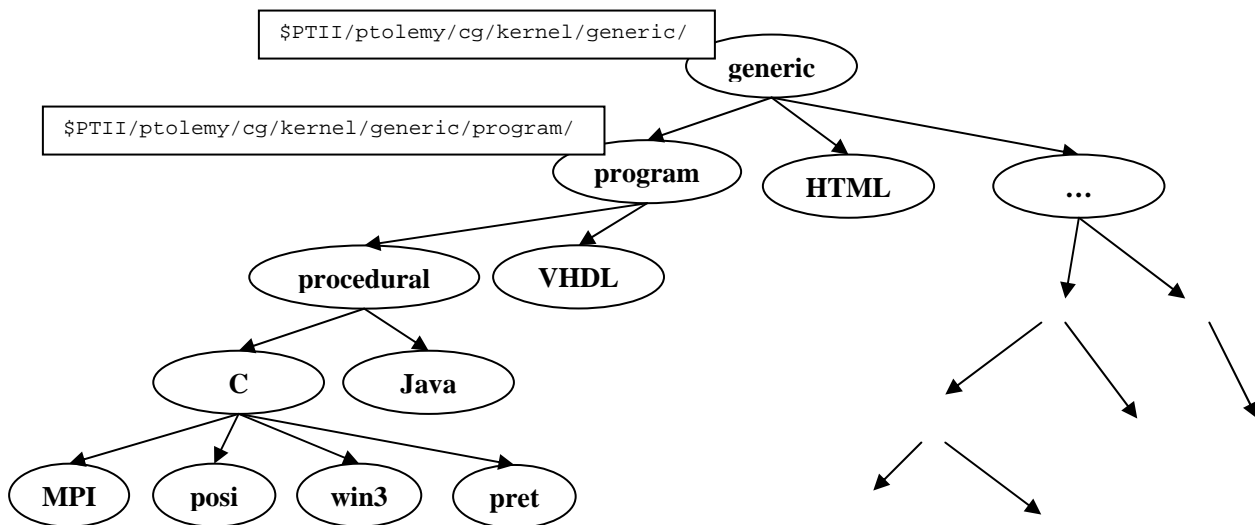 $PTII/ptolemy/cg/kernel/generic/
generic
$PTII/ptolemy/cg/kernel/generic/program/
program
HTML
…
procedural
VHDL
C
Java
MPI
posi
win3
pret